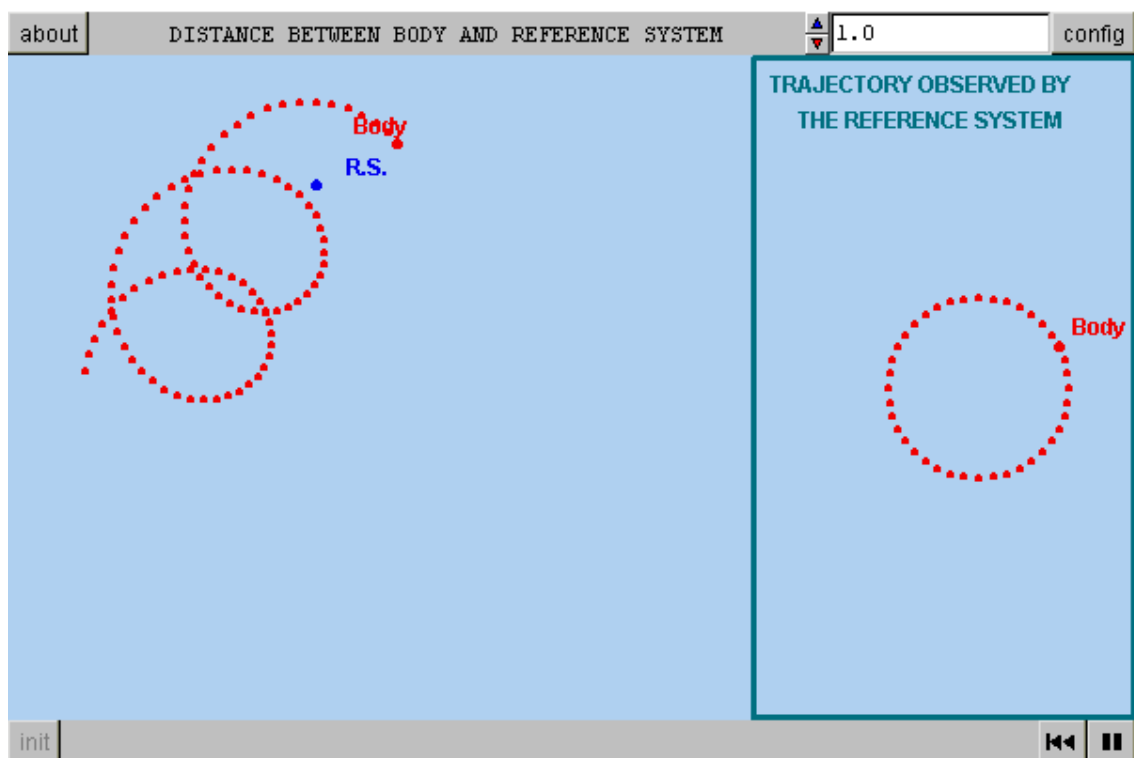 about
DISTANCE BETWEEN BODY AND REFERENCE SYSTEM
1.0
config
TRAJECTORY OBSERVED BY
THE REFERENCE SYSTEM
Body
R.S.
Body
init